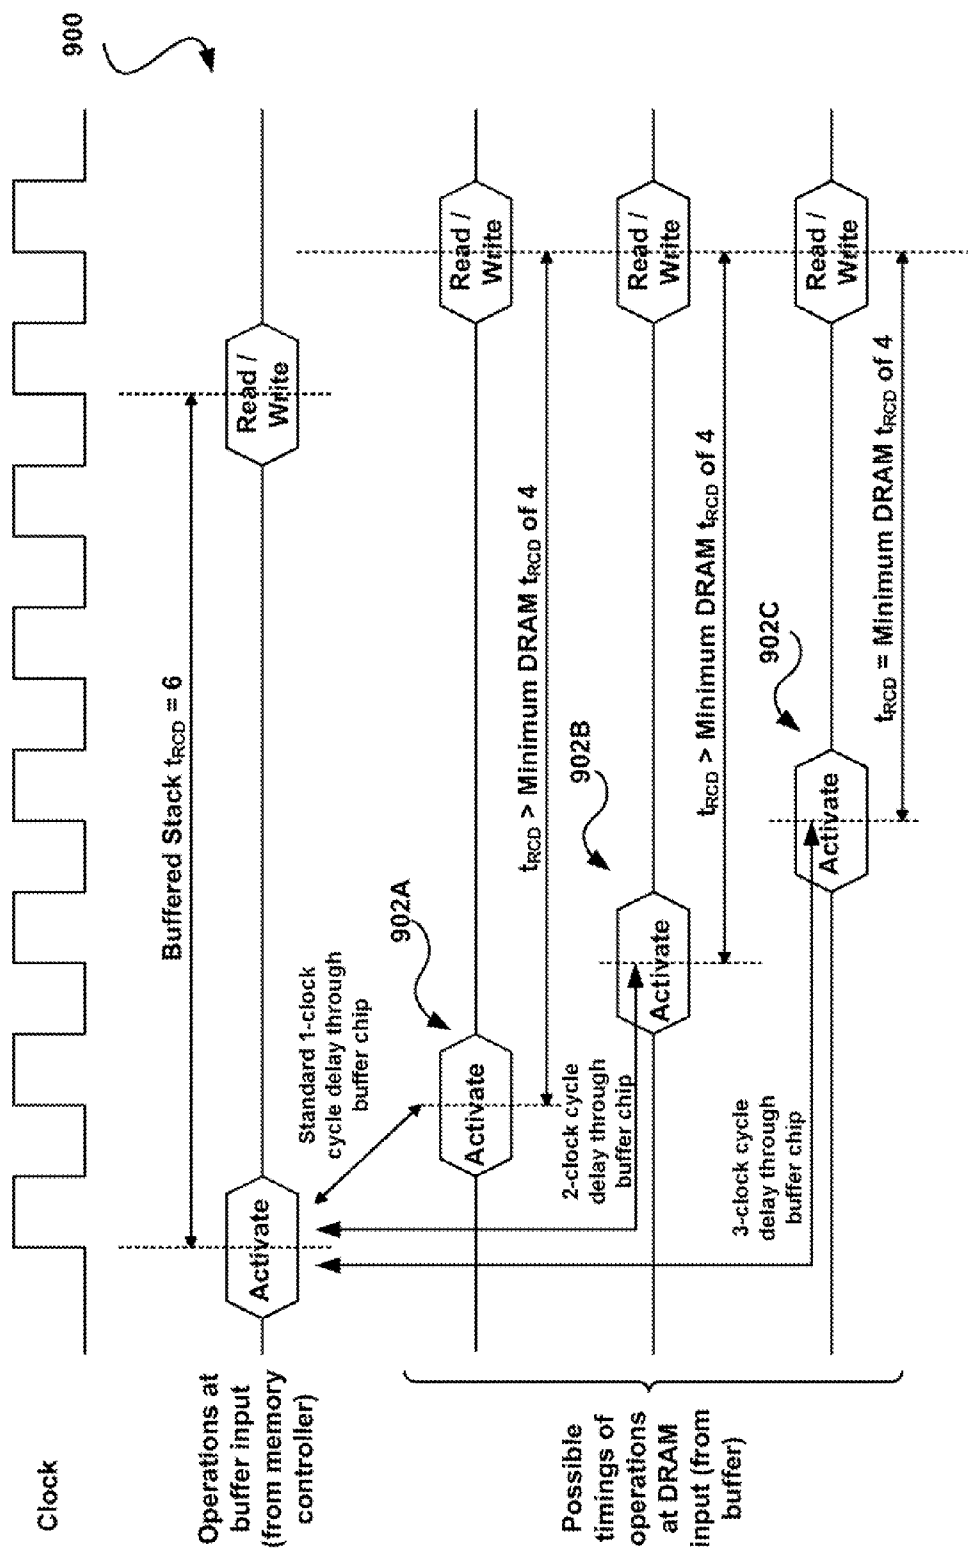 900
Clock
Operations at
buffer input
(from memory
controller)
Activate
Buffered Stack tRCD = 6
Read /
Write
Possible
timings of
operations
at DRAM
input (from
buffer)
Standard 1-clock
cycle delay through
buffer chip
902A
Activate
tRCD > Minimum DRAM tRCD of 4
Read /
Write
2-clock cycle
delay through
buffer chip
902B
Activate
tRCD > Minimum DRAM tRCD of 4
Read /
Write
3-clock cycle
delay through
buffer chip
902C
Activate
tRCD = Minimum DRAM tRCD of 4
Read /
Write